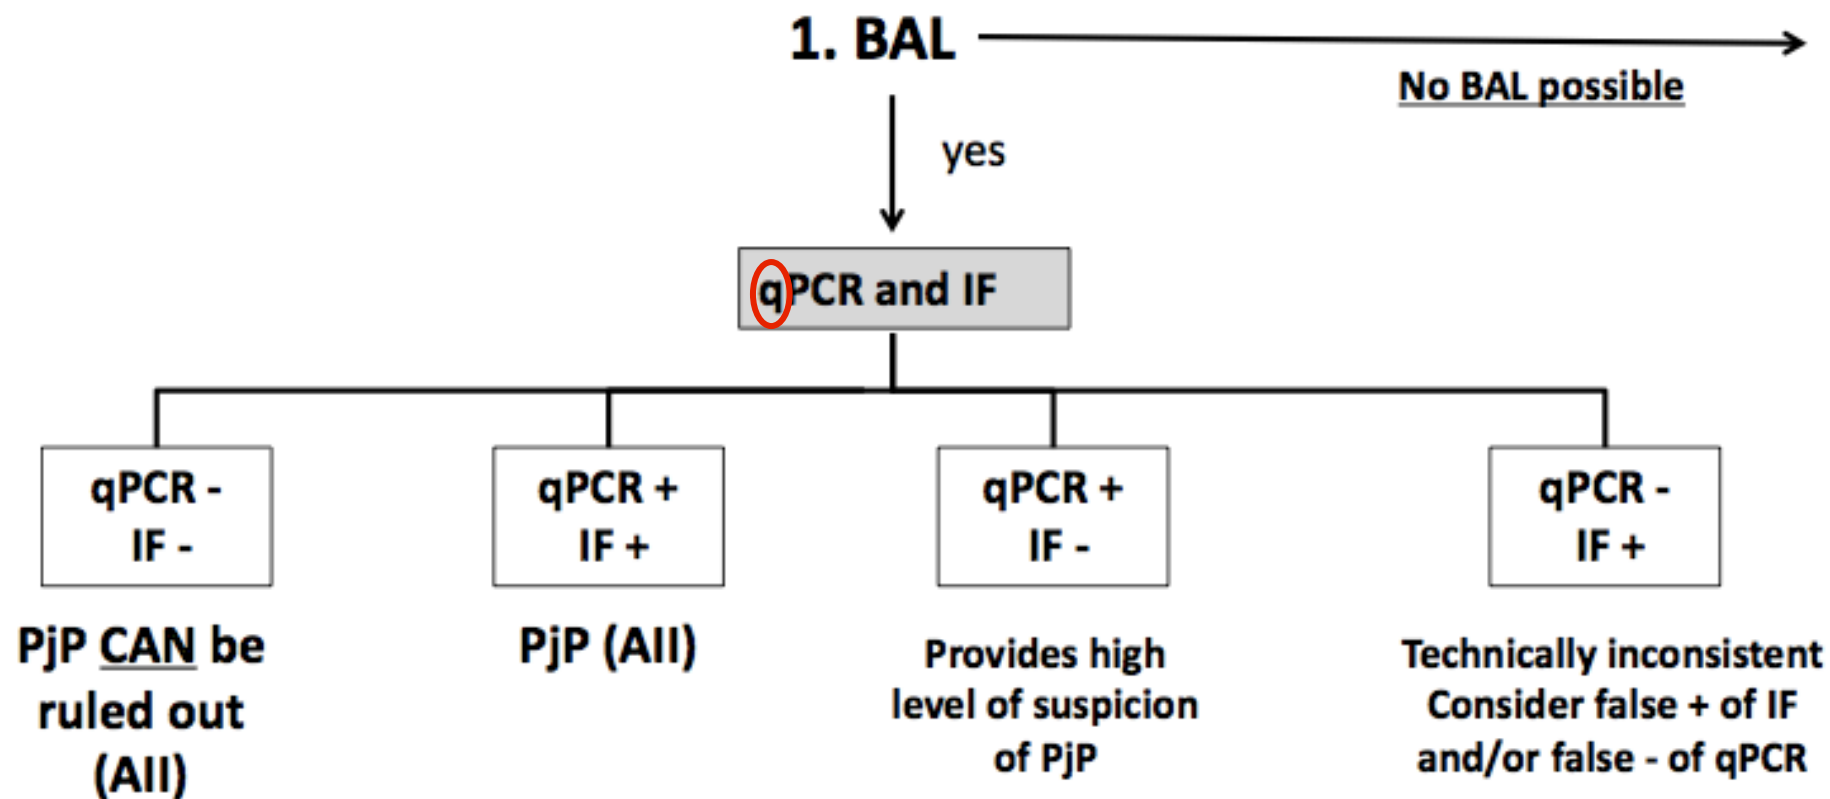 1. BAL
No BAL possible
yes
qPCR and IF
qPCR -
IF -
qPCR +
IF +
qPCR +
IF -
qPCR -
IF +
PjP CAN be
ruled out
(AII)
PjP (AII)
Provides high
level of suspicion
of PjP
Technically inconsistent
Consider false + of IF
and/or false - of qPCR